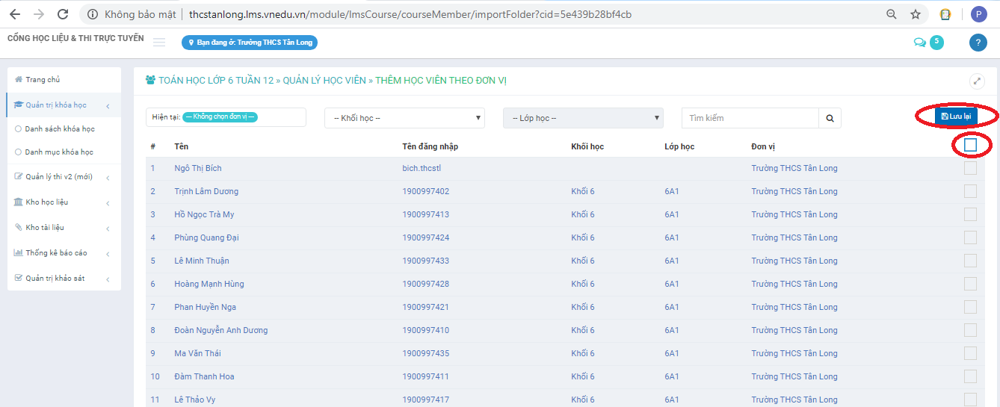 Không bảo mật | thcstanlong.lms.vnedu.vn/module/lmsCourse/courseMember/importFolder?cid=5e439b28bf4cb P
CỔNG HỌC LIỆU & THI TRỰC TUYẾN Bạn đang ở: Trường THCS Tân Long 5 ?
Trang chủ
Quản trị khóa học
Danh sách khóa học
Danh mục khóa học
Quản lý thi v2 (mới)
Kho học liệu
Kho tài liệu
Thống kê báo cáo
Quản trị khảo sát
TOÁN HỌC LỚP 6 TUẦN 12 » QUẢN LÝ HỌC VIÊN » THÊM HỌC VIÊN THEO ĐƠN VỊ
Hiện tại: --- Không chọn đơn vị --- -- Khối học -- -- Lớp học -- Tìm kiếm Lưu lại
# Tên Tên đăng nhập Khối học Lớp học Đơn vị
1 Ngô Thị Bích bich.thcstl Trường THCS Tân Long
2 Trịnh Lâm Dương 1900997402 Khối 6 6A1 Trường THCS Tân Long
3 Hồ Ngọc Trà My 1900997413 Khối 6 6A1 Trường THCS Tân Long
4 Phùng Quang Đại 1900997424 Khối 6 6A1 Trường THCS Tân Long
5 Lê Minh Thuận 1900997433 Khối 6 6A1 Trường THCS Tân Long
6 Hoàng Mạnh Hùng 1900997428 Khối 6 6A1 Trường THCS Tân Long
7 Phan Huyền Nga 1900997421 Khối 6 6A1 Trường THCS Tân Long
8 Đoàn Nguyễn Anh Dương 1900997410 Khối 6 6A1 Trường THCS Tân Long
9 Ma Văn Thái 1900997435 Khối 6 6A1 Trường THCS Tân Long
10 Đàm Thanh Hoa 1900997411 Khối 6 6A1 Trường THCS Tân Long
11 Lê Thảo Vy 1900997417 Khối 6 6A1 Trường THCS Tân Long